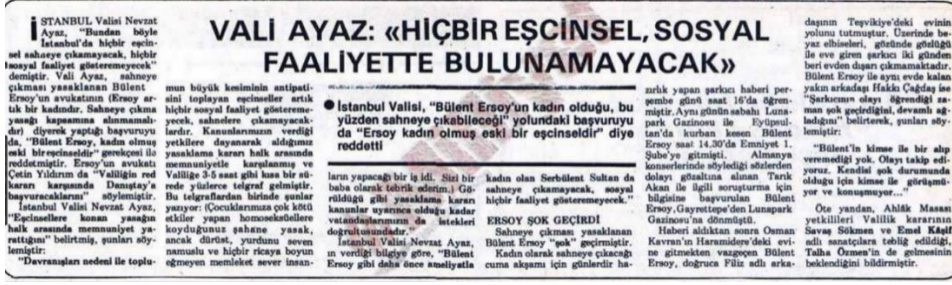 VALİ AYAZ: «HİÇBİR EŞCİNSEL, SOSYAL
FAALİYETTE BULUNAMAYACAK»
İSTANBUL Valisi Nevzat
Ayaz, "Bundan böyle
İstanbul'da hiçbir eşcin-
sel sahneye çıkamayacak, hiçbir
sosyal faaliyet gösteremeyecek"
demiştir. Vali Ayaz, sahneye
çıkması yasaklanan Bülent
Ersoy'un avukatının (Ersoy ar-
tık bir kadındır. Sahneye çıkma
yasağı kapsamına alınmamalı-
dır) diyerek yaptığı başvuruyu
da, "Bülent Ersoy, kadın olmuş
eski bir eşcinseldir" gerekçesi ile
reddetmiştir. Ersoy'un avukatı
Çetin Yıldırım da "Valiliğin red
kararı karşısında Danıştay'a
başvuracaklarını" söylemiştir.
İstanbul Valisi Nevzat Ayaz,
"Eşcinsellere konan yasağın
halk arasında memnuniyet ya-
rattığını" belirtmiş, şunları söy-
lemiştir:
"Davranışları nedeni ile toplu-
mun büyük kesiminin antipati-
sini toplayan eşcinseller artık
hiçbir sosyal faaliyet gösteremeye-
cek, sahnelere çıkamayacak-
lardır. Kanunlarımızın verdiği
yetkilere dayanarak aldığımız
yasaklama kararı halk arasında
memnuniyetle karşılanmış ve
Valiliğe 3-5 saat gibi kısa bir sü-
rede yüzlerce telgraf gelmiştir.
Bu telgraflardan birinde şunlar
yazıyor: (Çocuklarımıza çok kötü
etkiler yapan homoseksüellere
koyduğunuz şahane yasak,
ancak dürüst, yurdunu seven
namuslu ve hiçbir ricaya boyun
eğmeyen memleket sever insan-
● İstanbul Valisi, "Bülent Ersoy'un kadın olduğu, bu
yüzden sahneye çıkabileceği" yolundaki başvuruyu
da "Ersoy kadın olmuş eski bir eşcinseldir" diye
reddetti
ların yapacağı bir iş idi. Sizi bir
baba olarak tebrik ederim.) Gö-
rüldüğü gibi yasaklama kararı
kanunlar uyarınca olduğu kadar
vatandaşlarımızın da istekleri
doğrultusundadır."
İstanbul Valisi Nevzat Ayaz,
ın verdiği bilgiye göre, "Bülent
Ersoy gibi daha önce ameliyatla
kadın olan Serbülent Sultan da
sahneye çıkamayacak, sosyal
hiçbir faaliyet gösteremeyecek."
ERSOY ŞOK GEÇİRDİ
Sahneye çıkması yasaklanan
Bülent Ersoy "şok" geçirmiştir.
Kadın olarak sahneye çıkacağı
cuma akşamı için günlerdir ha-
zırlık yapan şarkıcı haberi per-
şembe günü saat 16'da öğren-
miştir. Aynı günün sabahı Luna-
park Gazinosu ile Eyüpsul-
tan'da kurban kesen Bülent
Ersoy saat 14.30'da Emniyet 1.
Şube'ye gitmişti. Almanya
konserlerinde söylediği sözlerden
dolayı gözaltına alınan Tarık
Akan ile ilgili soruşturma için
bilgisine başvurulan Bülent
Ersoy, Gayrettepe'den Lunapark
Gazinosu'na dönmüştü.
Haberi aldıktan sonra Osman
Kavran'ın Haramidere'deki evi-
ne gitmekten vazgeçen Bülent
Ersoy, doğruca Filiz adlı arka-
daşının Teşvikiye'deki evinin
yolunu tutmuştur. Üzerinde be-
yaz elbiseleri, gözünde gözlüğü
ile eve giren şarkıcı iki günden
beri evden dışarı çıkmamaktadır.
Bülent Ersoy ile aynı evde kalan
yakın arkadaşı Hakkı Çağdaş ise
"Şarkıcının olayı öğrendiği za-
man şok geçirdiğini, devamlı ağ-
ladığını" belirterek, şunları söy-
lemiştir:
"Bülent'in kimse ile bir alıp
veremediği yok. Olayı takip edi-
yoruz. Kendisi şok durumunda
olduğu için kimse ile görüşmü-
yor ve konuşmuyor..."
Öte yandan, Ahlâk Masası
yetkilileri Valilik kararının
Savaş Sökmen ve Emel Kâşif
adlı sanatçılara tebliğ edildiği
Talha Özmen'in de gelmesinin
beklendiğini bildirmiştir.